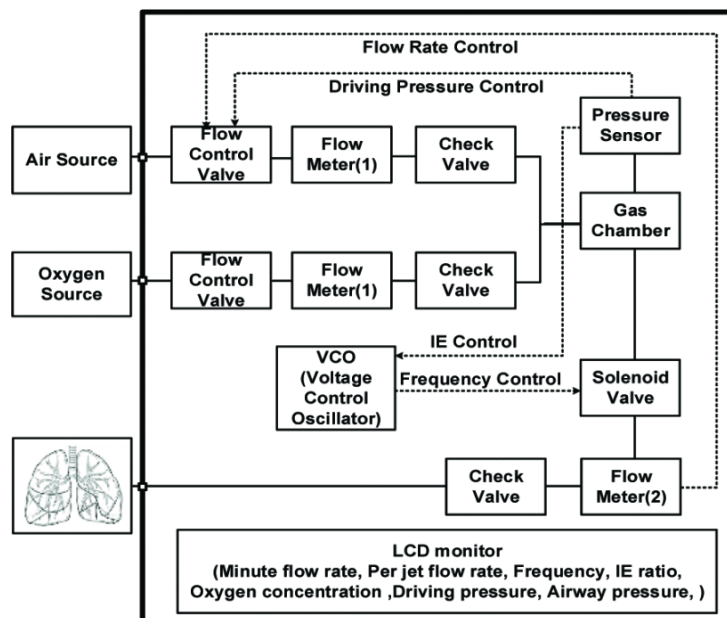 Flow Rate Control
Driving Pressure Control
Air Source
Flow
Control
Valve
Flow
Meter(1)
Check
Valve
Pressure
Sensor
Gas
Chamber
Oxygen
Source
Flow
Control
Valve
Flow
Meter(1)
Check
Valve
IE Control
VCO
(Voltage
Control
Oscillator)
Frequency Control
Solenoid
Valve
Check
Valve
Flow
Meter(2)
LCD monitor
(Minute flow rate, Per jet flow rate, Frequency, IE ratio,
Oxygen concentration ,Driving pressure, Airway pressure, )